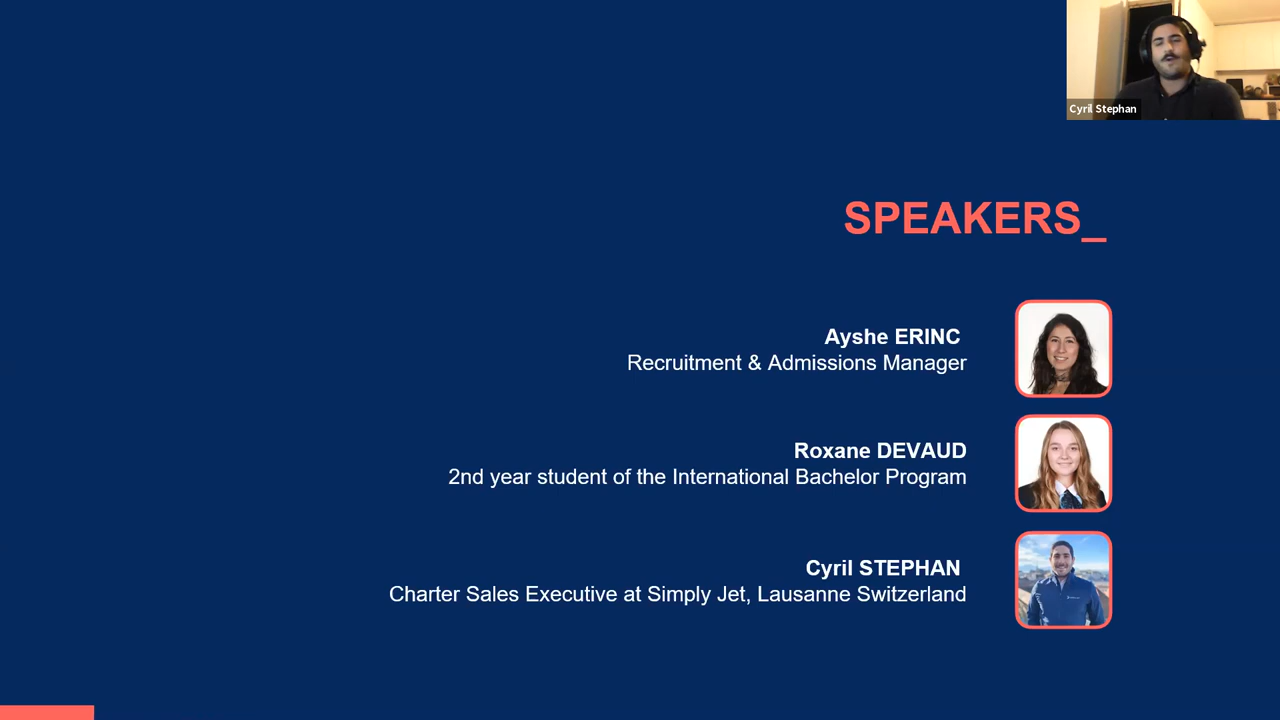 Cyril Stephan
SPEAKERS_
Ayshe ERINC
Recruitment & Admissions Manager
Roxane DEVAUD
2nd year student of the International Bachelor Program
Cyril STEPHAN
Charter Sales Executive at Simply Jet, Lausanne Switzerland